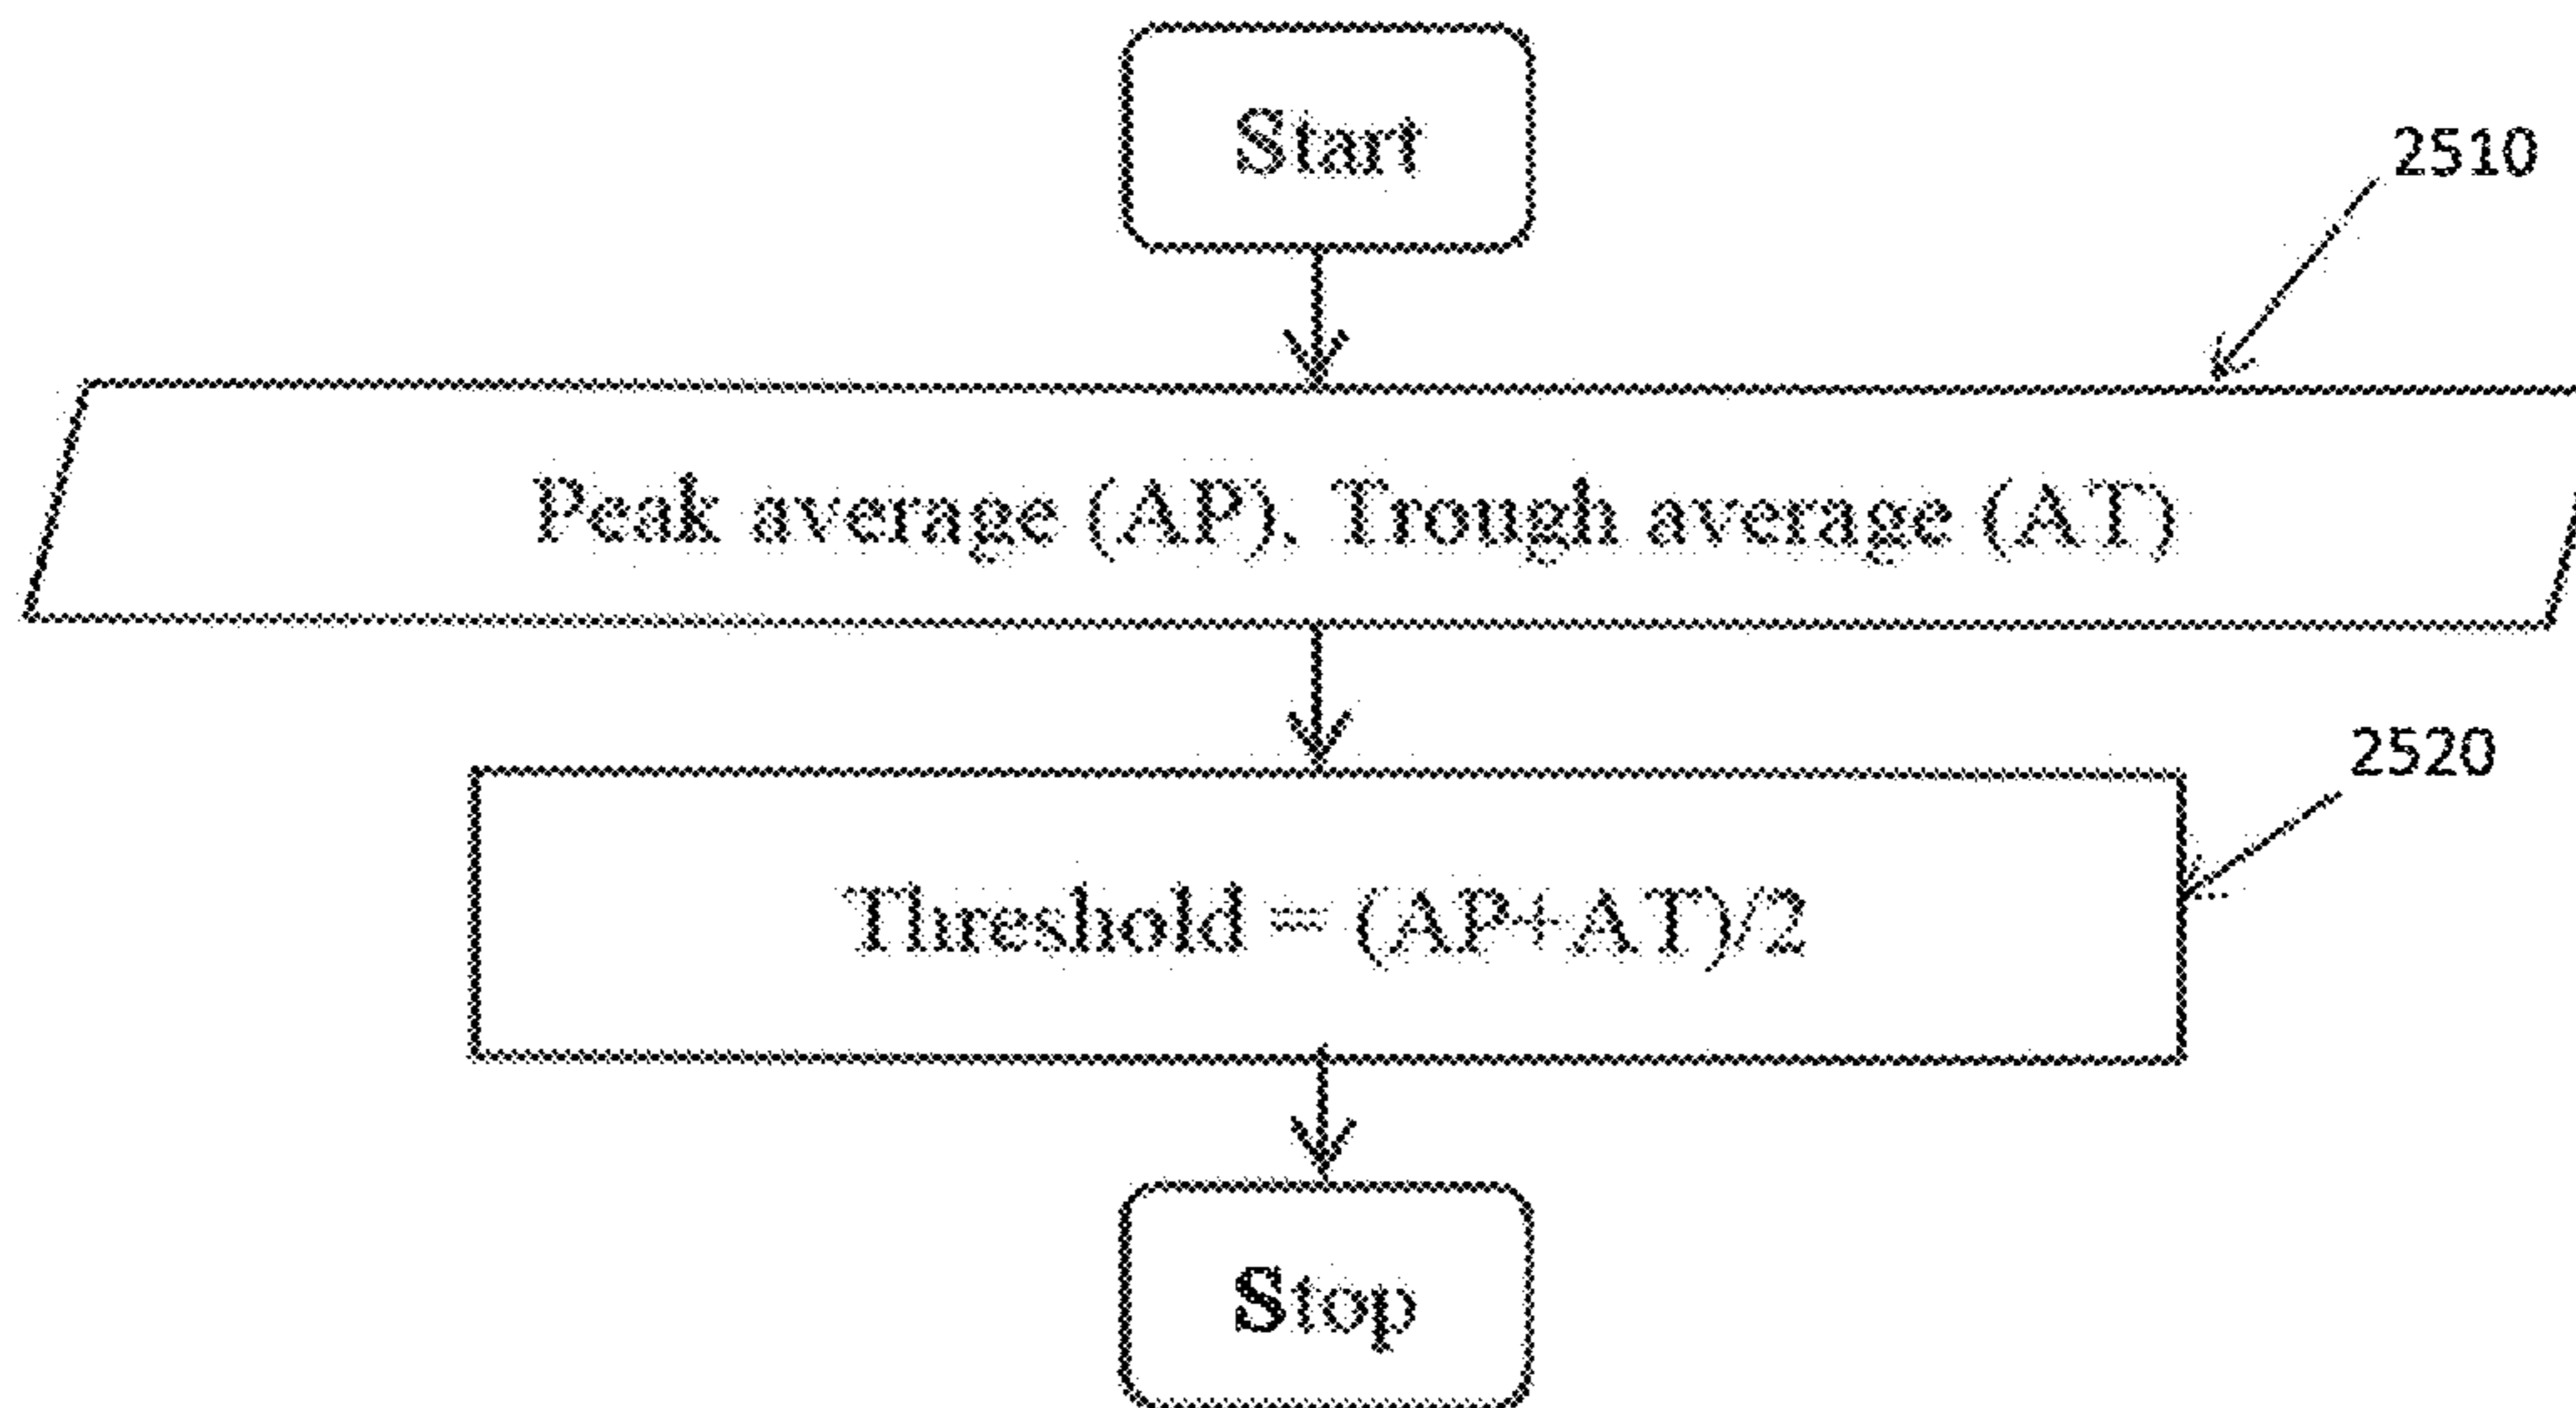 Start
2510
Peak average (AP), Trough average (AT)
2520
Threshold = (AP+AT)/2
Stop